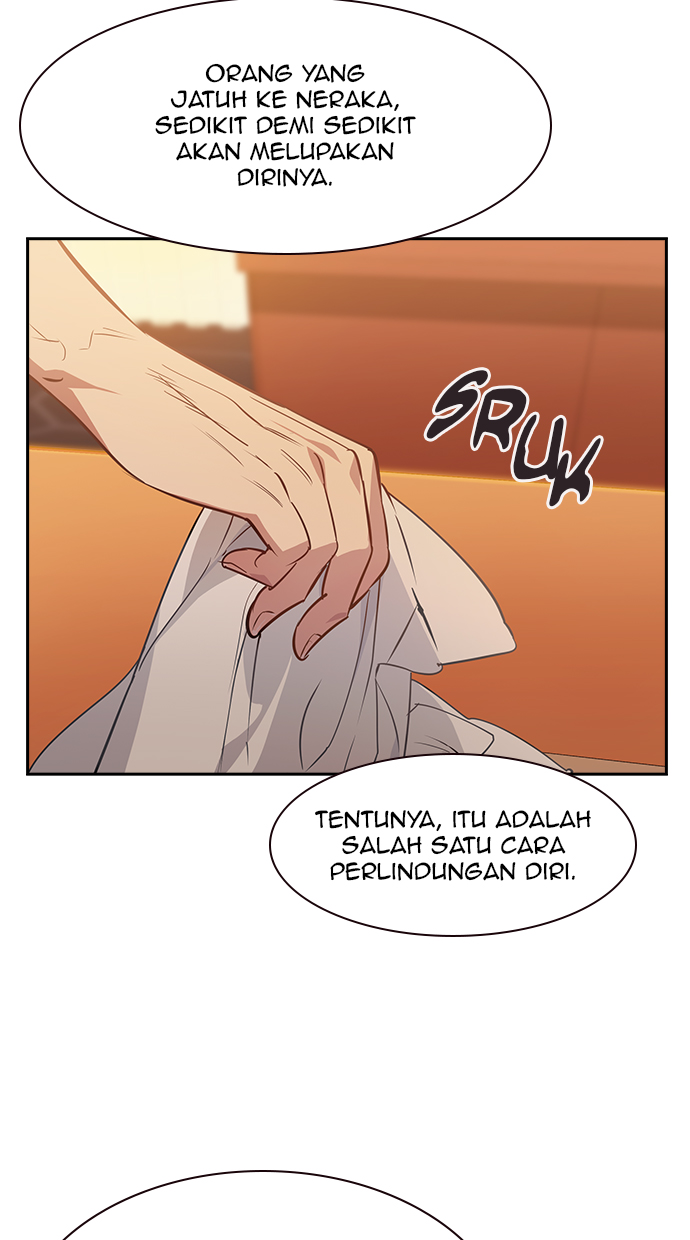 ORANG YANG
JATUH KE NERAKA,
SEDIKIT DEMI SEDIKIT
AKAN MELUPAKAN
DIRINYA.
SRUK
TENTUNYA, ITU ADALAH
SALAH SATU CARA
PERLINDUNGAN DIRI.